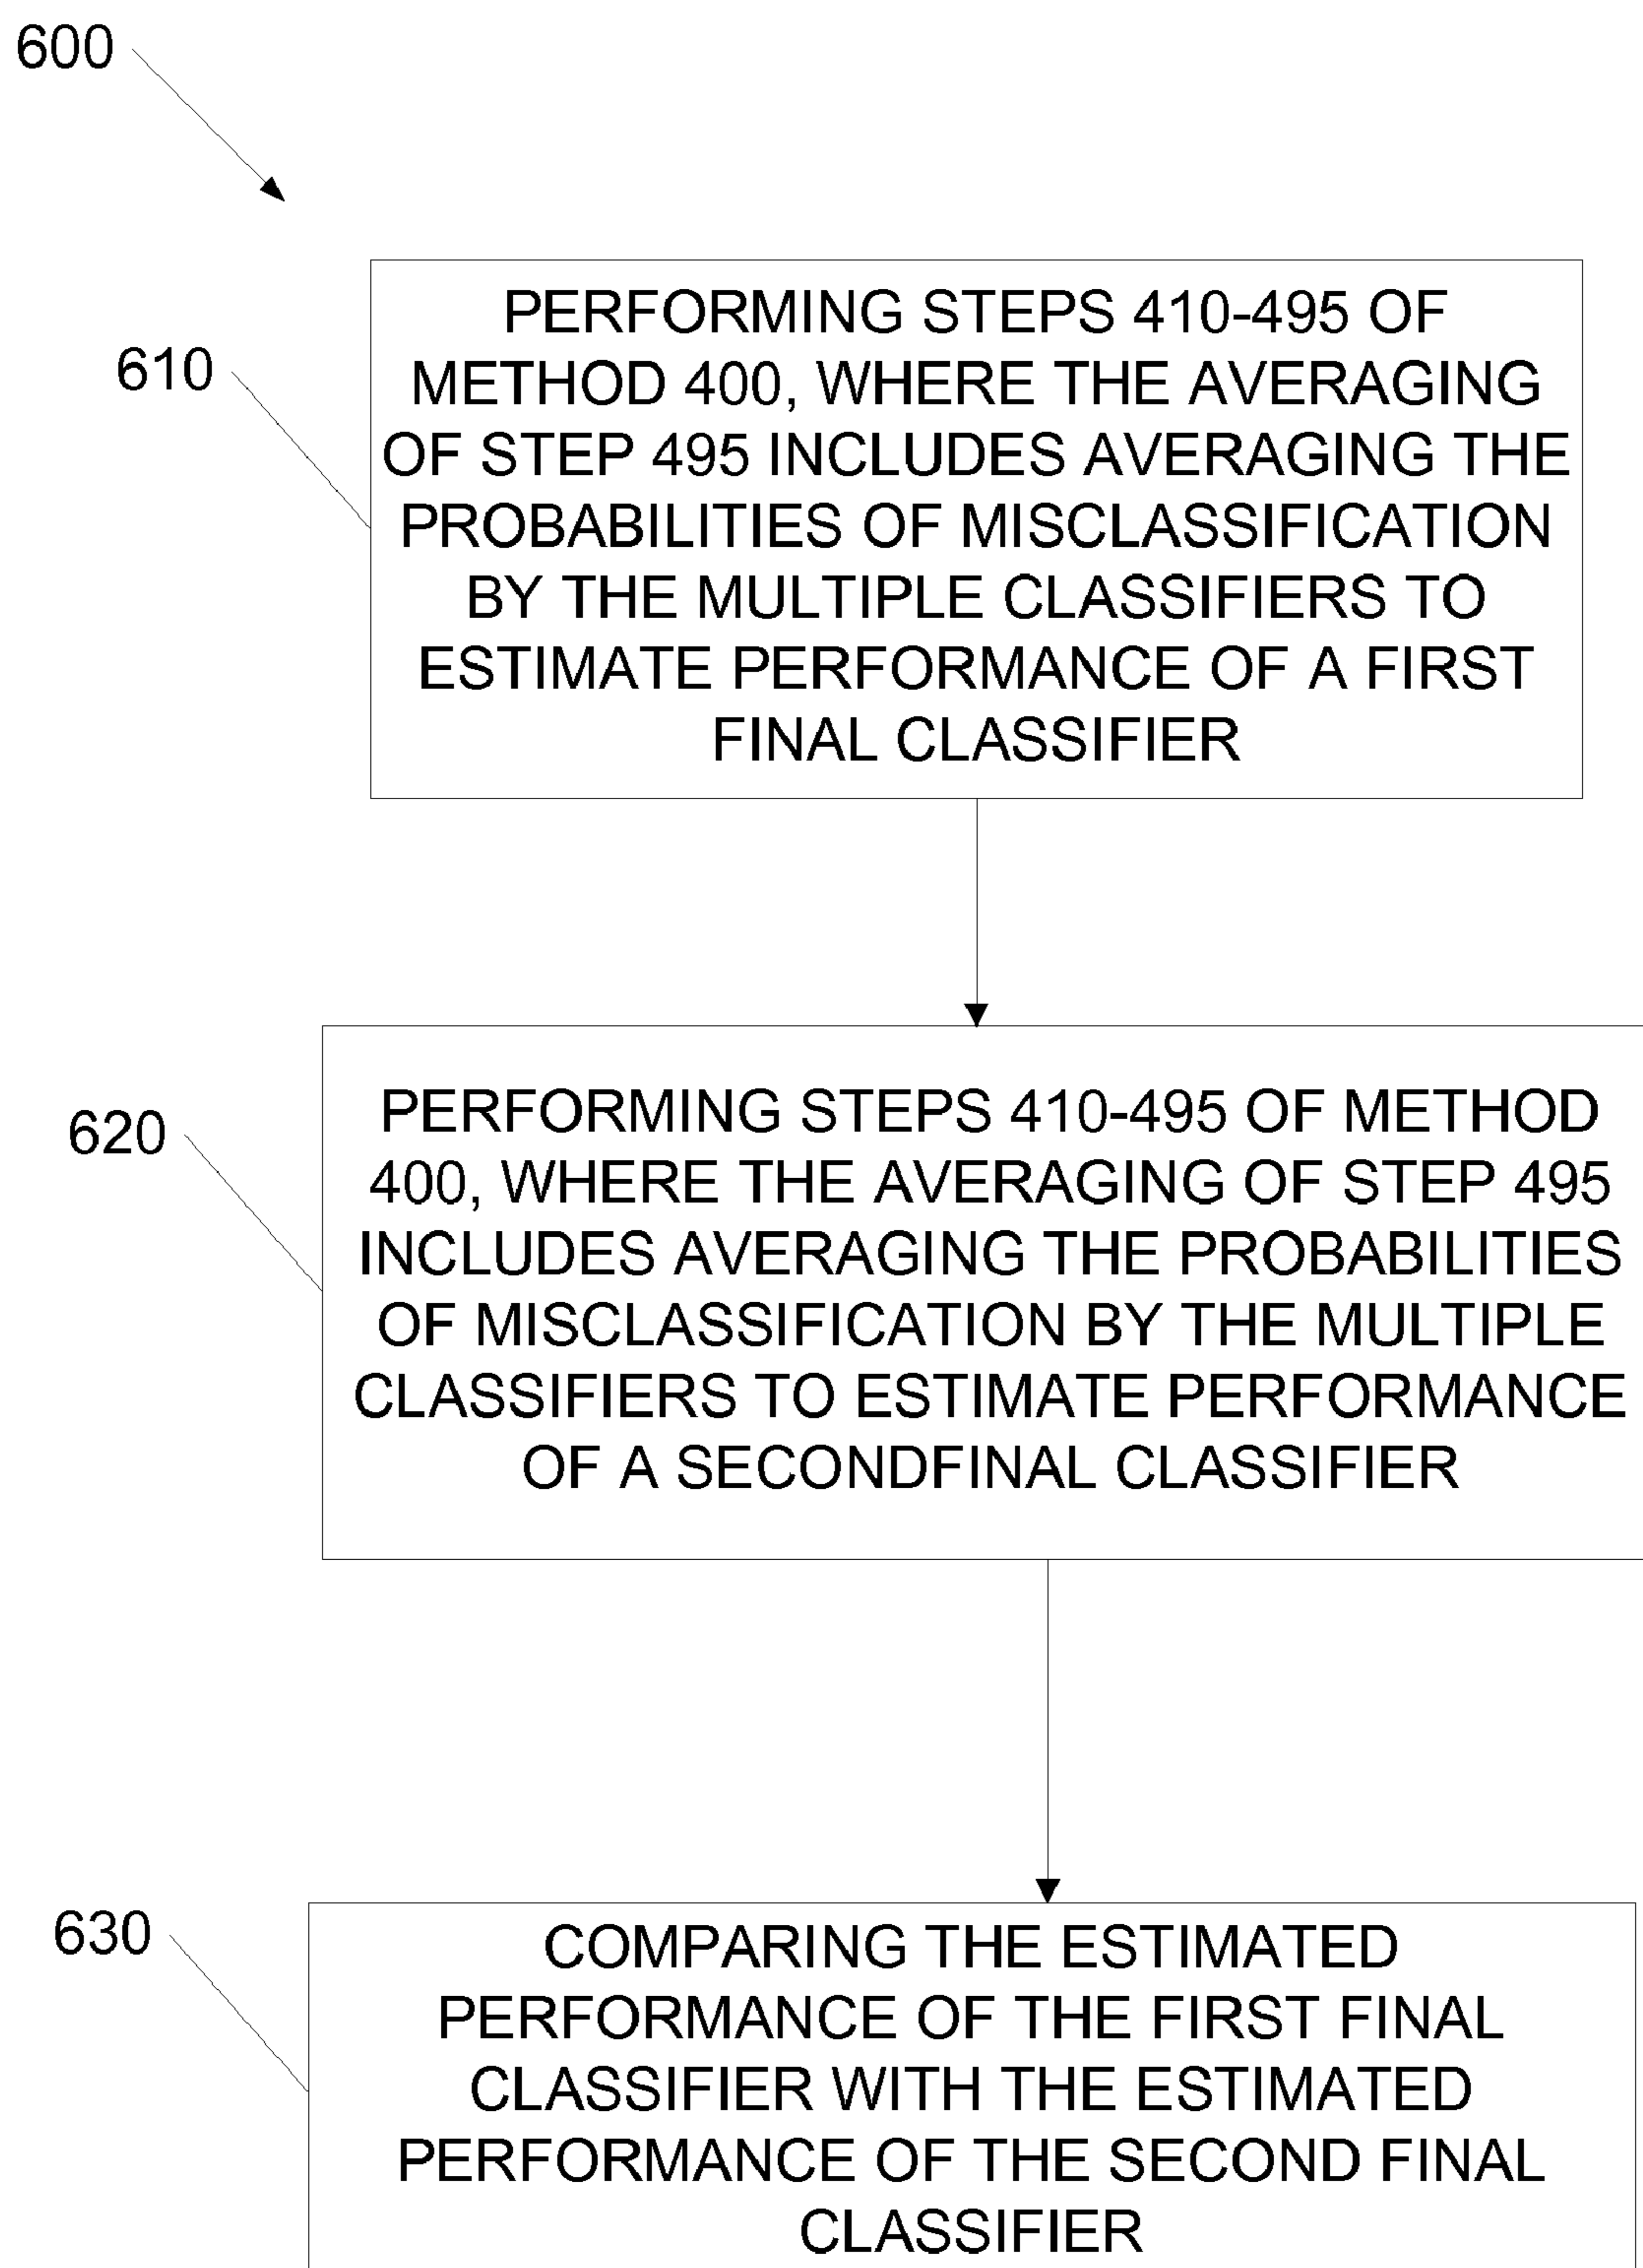 600
610
PERFORMING STEPS 410-495 OF
METHOD 400, WHERE THE AVERAGING
OF STEP 495 INCLUDES AVERAGING THE
PROBABILITIES OF MISCLASSIFICATION
BY THE MULTIPLE CLASSIFIERS TO
ESTIMATE PERFORMANCE OF A FIRST
FINAL CLASSIFIER
620
PERFORMING STEPS 410-495 OF METHOD
400, WHERE THE AVERAGING OF STEP 495
INCLUDES AVERAGING THE PROBABILITIES
OF MISCLASSIFICATION BY THE MULTIPLE
CLASSIFIERS TO ESTIMATE PERFORMANCE
OF A SECONDFINAL CLASSIFIER
630
COMPARING THE ESTIMATED
PERFORMANCE OF THE FIRST FINAL
CLASSIFIER WITH THE ESTIMATED
PERFORMANCE OF THE SECOND FINAL
CLASSIFIER